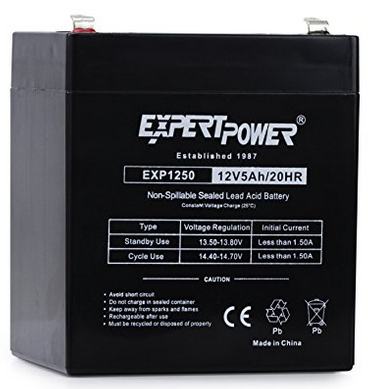 EXPERTPOWER®
Established 1987
EXP1250 12V5Ah/20HR
Non-Spillable Sealed Lead Acid Battery
Constant Voltage Charge (25°C)
Type Voltage Regulation Initial Current
Standby Use 13.50-13.80V Less than 1.50A
Cycle Use 14.40-14.70V Less than 1.50A
CAUTION
• Avoid short circuit
• Do not charge in sealed container
• Keep away from sparks and flames
• Rechargeable after use
• Must be recycled or disposed of properly
Pb Pb
Made in China